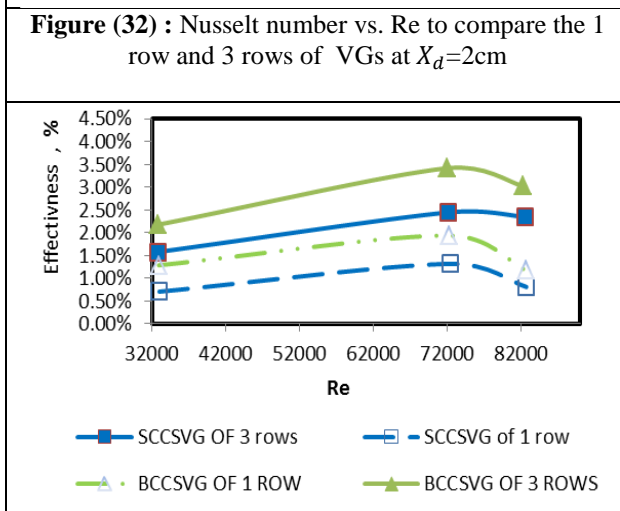 Figure (32) : Nusselt number vs. Re to compare the 1
row and 3 rows of VGs at X_d=2cm
Effectivness , %
4.50%
4.00%
3.50%
3.00%
2.50%
2.00%
1.50%
1.00%
0.50%
0.00%
32000 42000 52000 62000 72000 82000
Re
SCCSVG OF 3 rows SCCSVG of 1 row
BCCSVG OF 1 ROW BCCSVG OF 3 ROWS